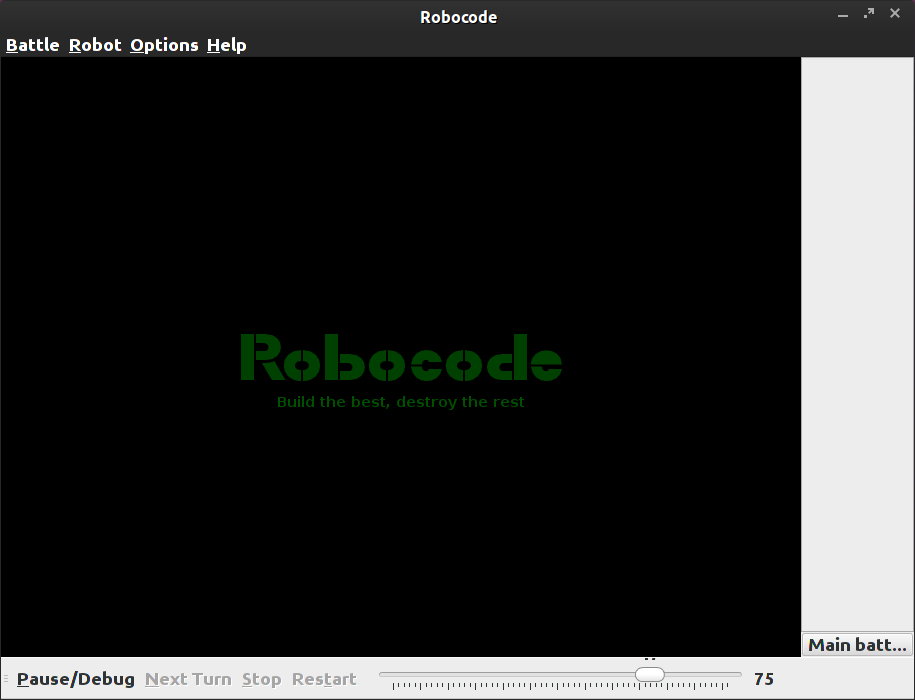 Robocode
Battle Robot Options Help
Robocode
Build the best, destroy the rest
Main batt...
Pause/Debug Next Turn Stop Restart 75